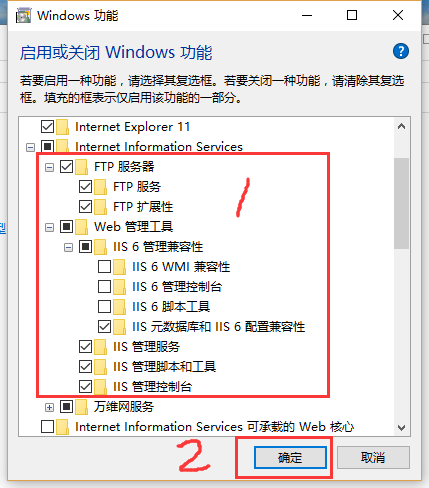 Windows 功能
启用或关闭 Windows 功能
若要启用一种功能，请选择其复选框。若要关闭一种功能，请清除其复选
框。填充的框表示仅启用该功能的一部分。
Internet Explorer 11
Internet Information Services
FTP 服务器
FTP 服务
FTP 扩展性
Web 管理工具
IIS 6 管理兼容性
IIS 6 WMI 兼容性
IIS 6 管理控制台
IIS 6 脚本工具
IIS 元数据库和 IIS 6 配置兼容性
IIS 管理服务
IIS 管理脚本和工具
IIS 管理控制台
万维网服务
Internet Information Services 可承载的 Web 核心
1
2
确定
取消
型